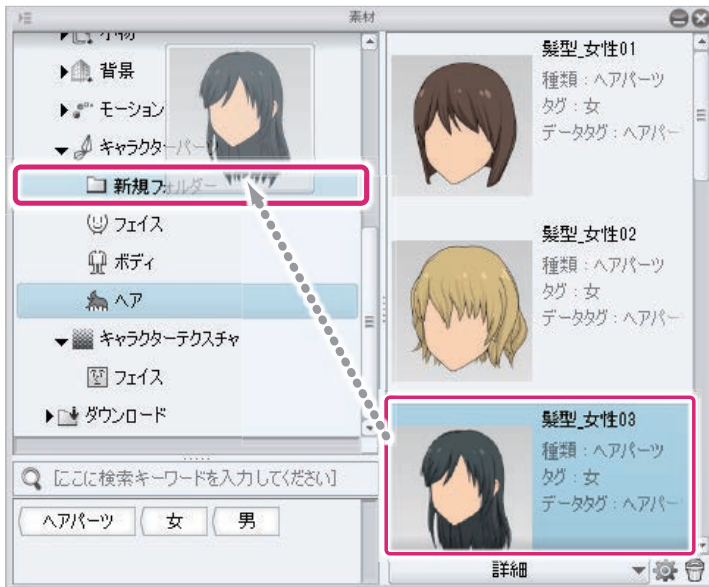 素材
小物
背景
モーション
キャラクターパーツ
新規フォルダー
フェイス
ボディ
ヘア
キャラクターテクスチャ
フェイス
ダウンロード
[ここに検索キーワードを入力してください]
ヘアパーツ
女
男
髪型_女性01
種類：ヘアパーツ
タグ：女
データタグ：ヘアパー
髪型_女性02
種類：ヘアパーツ
タグ：女
データタグ：ヘアパー
髪型_女性03
種類：ヘアパーツ
タグ：女
データタグ：ヘアパー
詳細